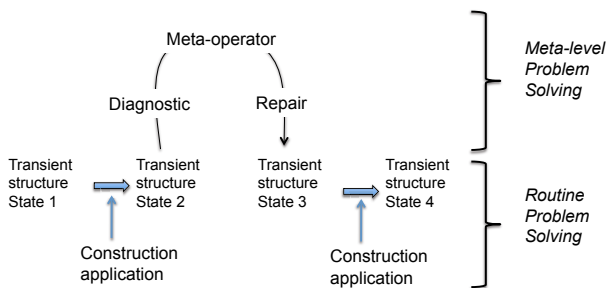 Meta-operator
Diagnostic
Repair
Meta-level
Problem
Solving
Transient
structure
State 1
Transient
structure
State 2
Transient
structure
State 3
Transient
structure
State 4
Construction
application
Construction
application
Routine
Problem
Solving